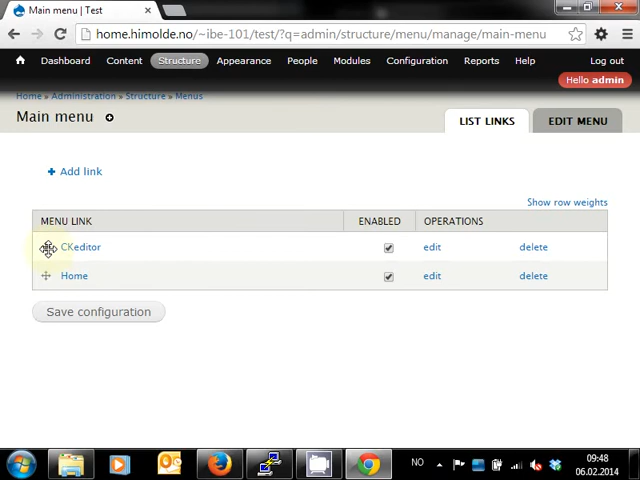 Main menu | Test
home.himolde.no/~ibe-101/test/?q=admin/structure/menu/manage/main-menu
Dashboard Content Structure Appearance People Modules Configuration Reports Help Log out
Hello admin
Home » Administration » Structure » Menus
Main menu
LIST LINKS EDIT MENU
+ Add link
Show row weights
MENU LINK ENABLED OPERATIONS
CKeditor edit delete
Home edit delete
Save configuration
NO 09:48
06.02.2014